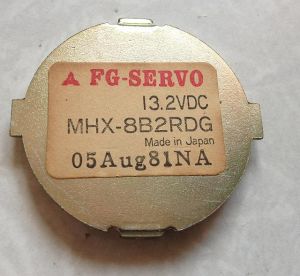 FG-SERVO
13.2VDC
MHX-8B2RDG
Made in Japan
05Aug81NA